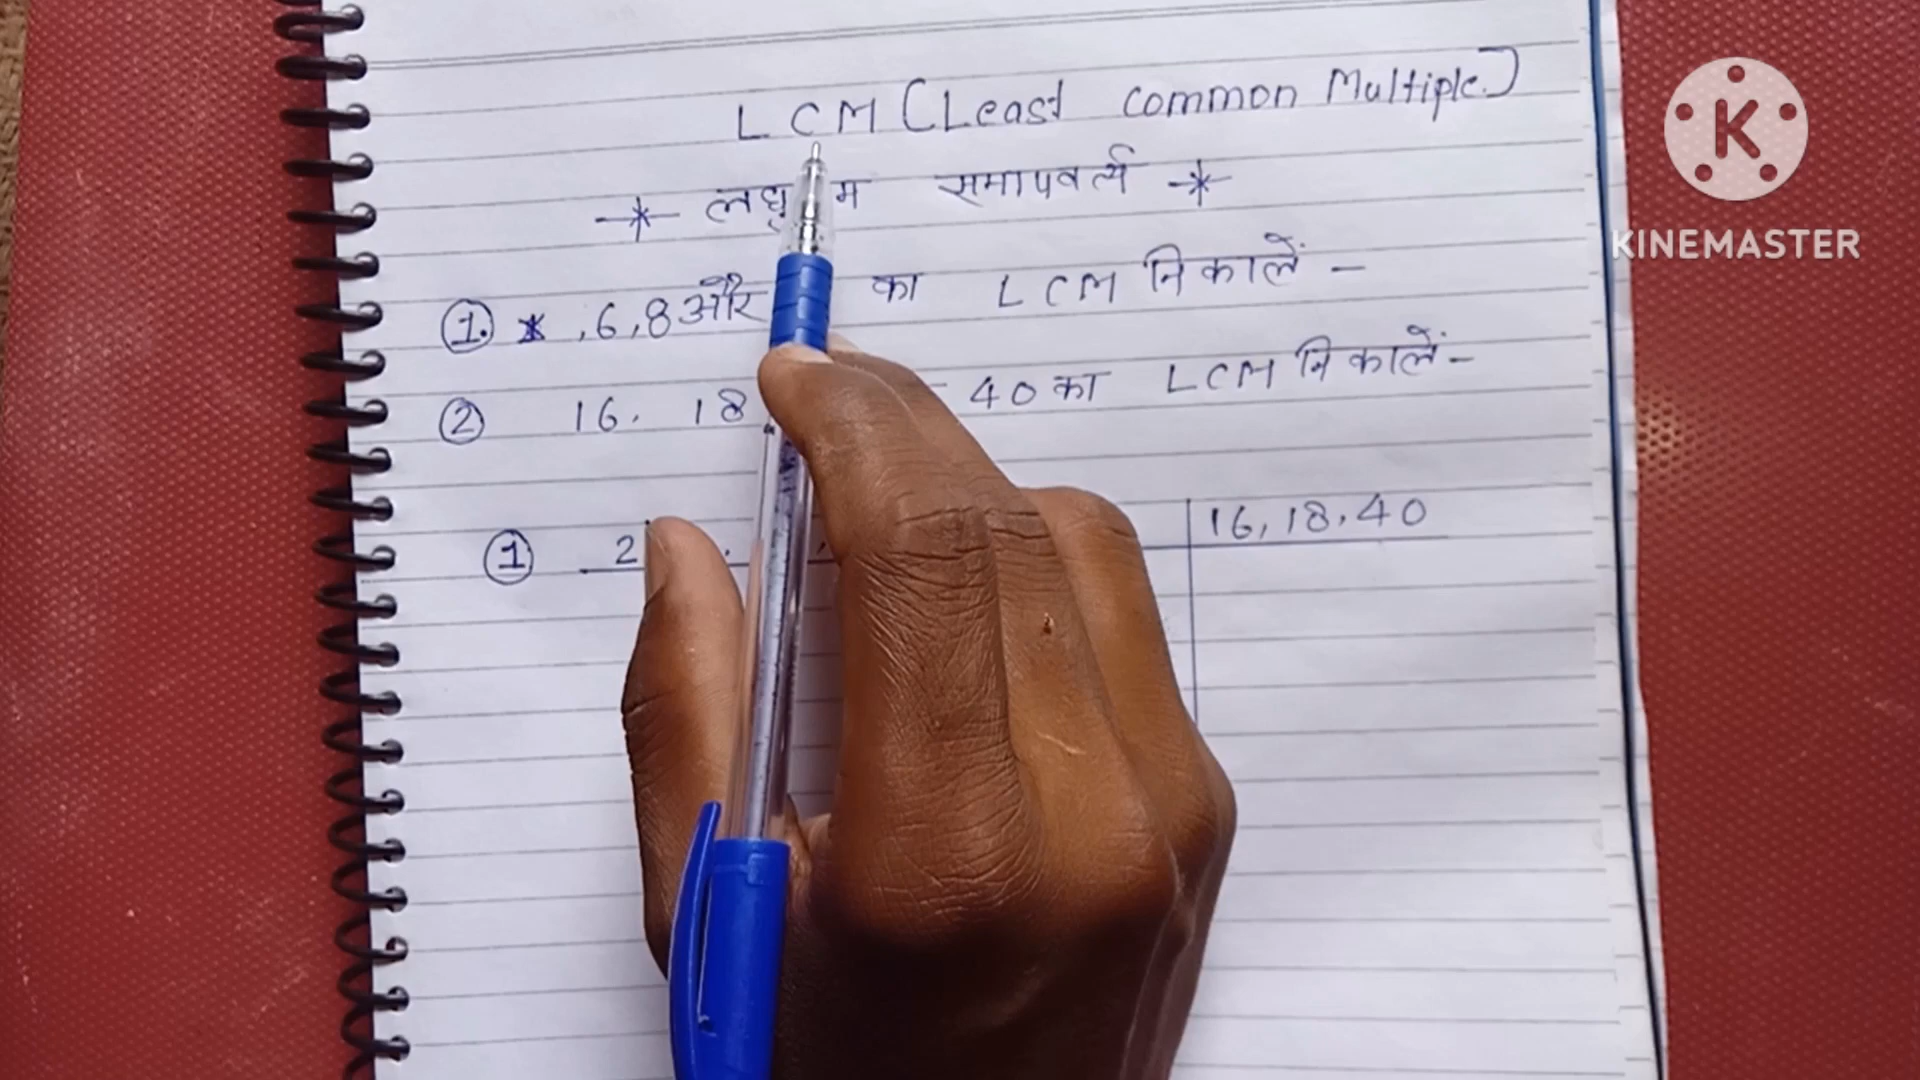 LCM (Least common Multiple)
समापवर्त्य
K
KINEMASTER
1. ,6,8 और का LCM निकालें -
2 16. 18 40 का LCM निकालें -
16, 18, 40
1 2